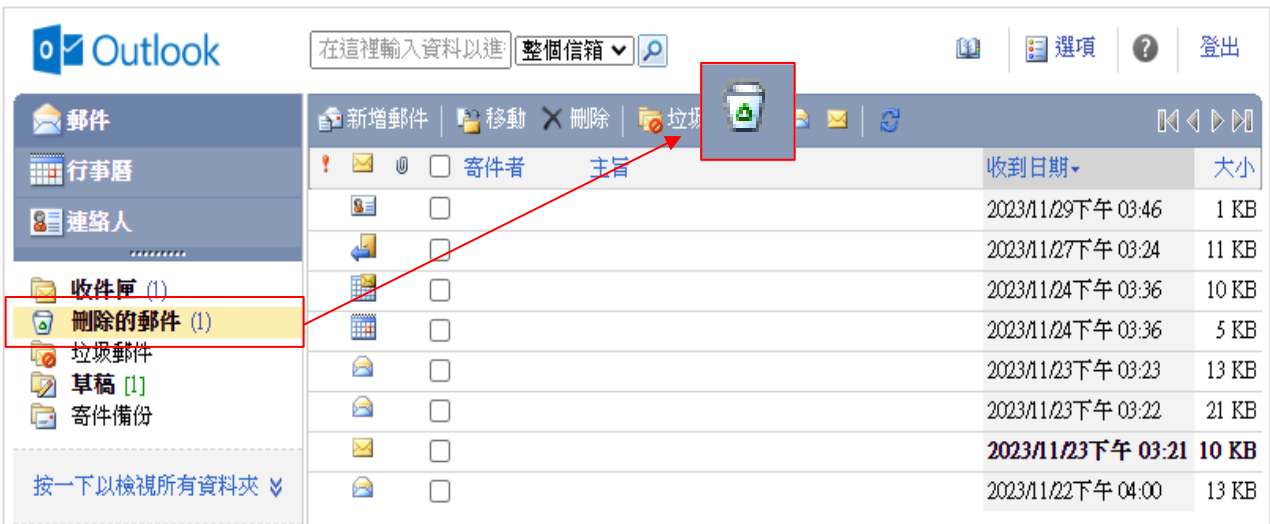 Outlook 在這裡輸入資料以進 整個信箱 選項 登出
郵件
行事曆
連絡人
收件匣 (1)
刪除的郵件 (1)
垃圾郵件
草稿 [1]
寄件備份
按一下以檢視所有資料夾
新增郵件 移動 刪除 垃圾
寄件者 主旨 收到日期 大小
2023/11/29下午 03:46 1 KB
2023/11/27下午 03:24 11 KB
2023/11/24下午 03:36 10 KB
2023/11/24下午 03:36 5 KB
2023/11/23下午 03:23 13 KB
2023/11/23下午 03:22 21 KB
2023/11/23下午 03:21 10 KB
2023/11/22下午 04:00 13 KB